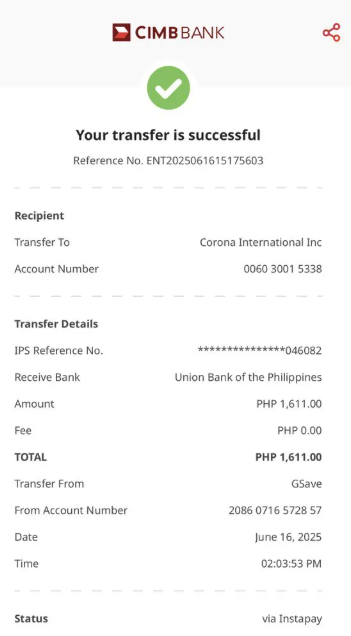 CIMB BANK
Your transfer is successful
Reference No. ENT2025061615175603
Recipient
Transfer To Corona International Inc
Account Number 0060 3001 5338
Transfer Details
IPS Reference No. ***************046082
Receive Bank Union Bank of the Philippines
Amount PHP 1,611.00
Fee PHP 0.00
TOTAL PHP 1,611.00
Transfer From GSave
From Account Number 2086 0716 5728 57
Date June 16, 2025
Time 02:03:53 PM
Status via Instapay